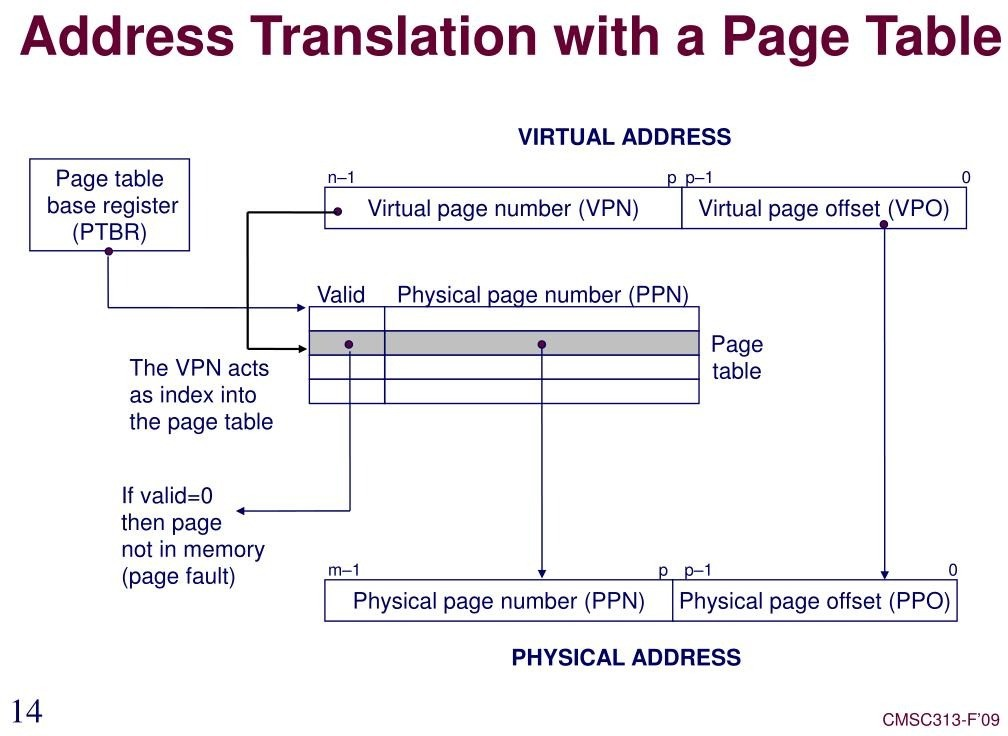 Address Translation with a Page Table
VIRTUAL ADDRESS
Page table
base register
(PTBR)
n–1 p p–1 0
Virtual page number (VPN) Virtual page offset (VPO)
Valid Physical page number (PPN)
Page
table
The VPN acts
as index into
the page table
If valid=0
then page
not in memory
(page fault)
m–1 p p–1 0
Physical page number (PPN) Physical page offset (PPO)
PHYSICAL ADDRESS
14
CMSC313-F'09